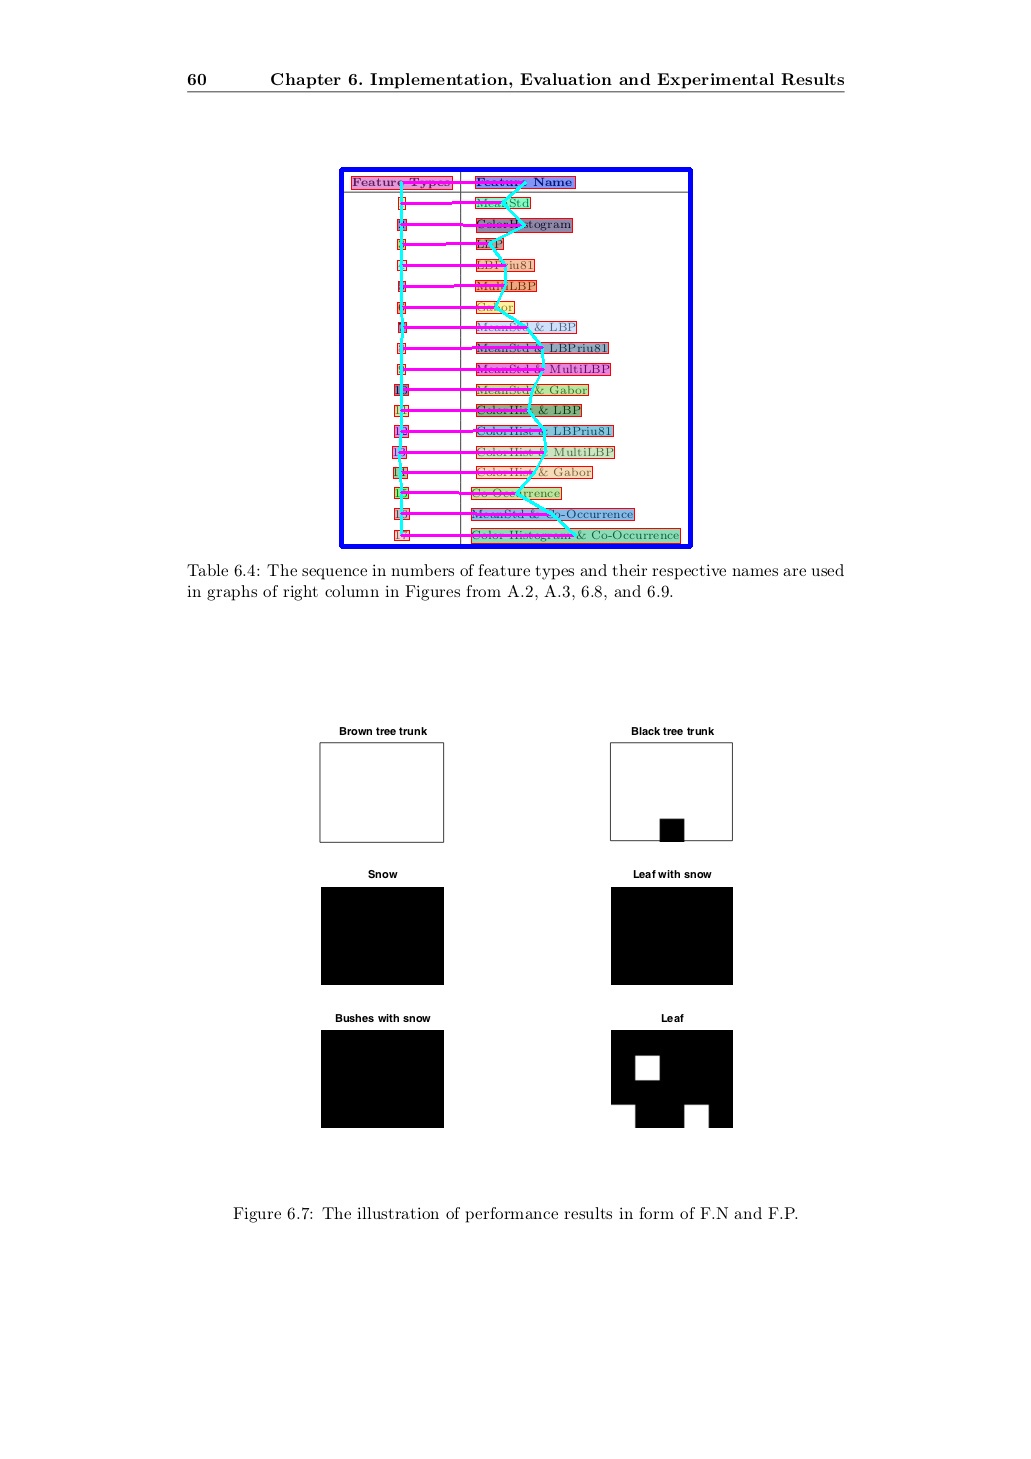 60 Chapter 6. Implementation, Evaluation and Experimental Results
Feature Types Feature Name
1 MeanStd
2 ColorHistogram
3 LBP
4 LBPriu81
5 MultiLBP
6 Gabor
7 MeanStd & LBP
8 MeanStd & LBPriu81
9 MeanStd & MultiLBP
10 MeanStd & Gabor
11 ColorHist & LBP
12 ColorHist & LBPriu81
13 ColorHist & MultiLBP
14 ColorHist & Gabor
15 Co-Occurrence
16 MeanStd & Co-Occurrence
17 Color Histogram & Co-Occurrence
Table 6.4: The sequence in numbers of feature types and their respective names are used
in graphs of right column in Figures from A.2, A.3, 6.8, and 6.9.
Brown tree trunk Black tree trunk
Snow Leaf with snow
Bushes with snow Leaf
Figure 6.7: The illustration of performance results in form of F.N and F.P.